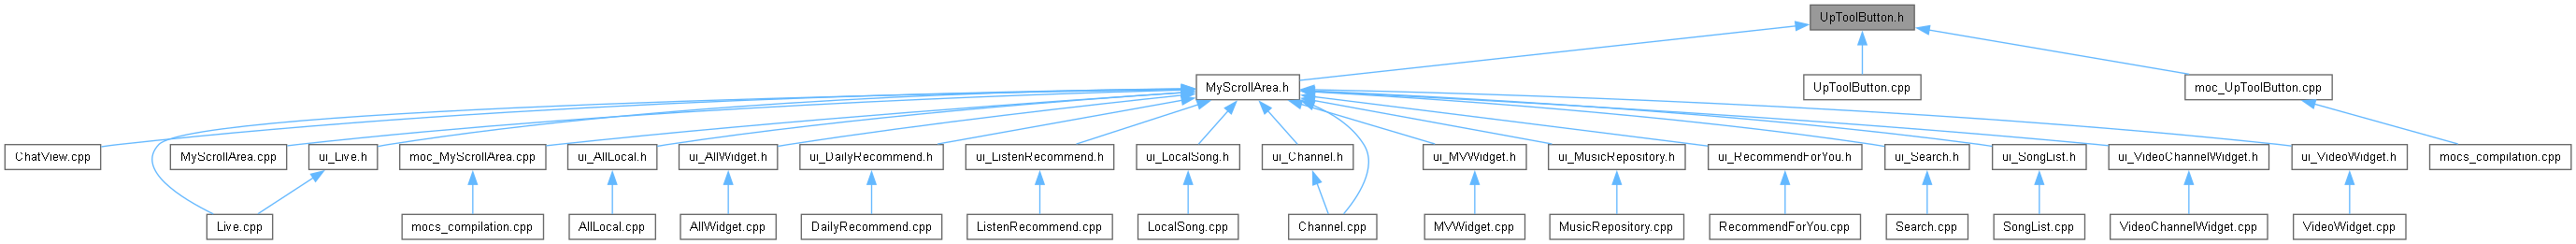 UpToolButton.h
MyScrollArea.h
UpToolButton.cpp
moc_UpToolButton.cpp
ChatView.cpp
MyScrollArea.cpp
ui_Live.h
moc_MyScrollArea.cpp
ui_AllLocal.h
ui_AllWidget.h
ui_DailyRecommend.h
ui_ListenRecommend.h
ui_LocalSong.h
ui_Channel.h
ui_MVWidget.h
ui_MusicRepository.h
ui_RecommendForYou.h
ui_Search.h
ui_SongList.h
ui_VideoChannelWidget.h
ui_VideoWidget.h
mocs_compilation.cpp
Live.cpp
mocs_compilation.cpp
AllLocal.cpp
AllWidget.cpp
DailyRecommend.cpp
ListenRecommend.cpp
LocalSong.cpp
Channel.cpp
MVWidget.cpp
MusicRepository.cpp
RecommendForYou.cpp
Search.cpp
SongList.cpp
VideoChannelWidget.cpp
VideoWidget.cpp